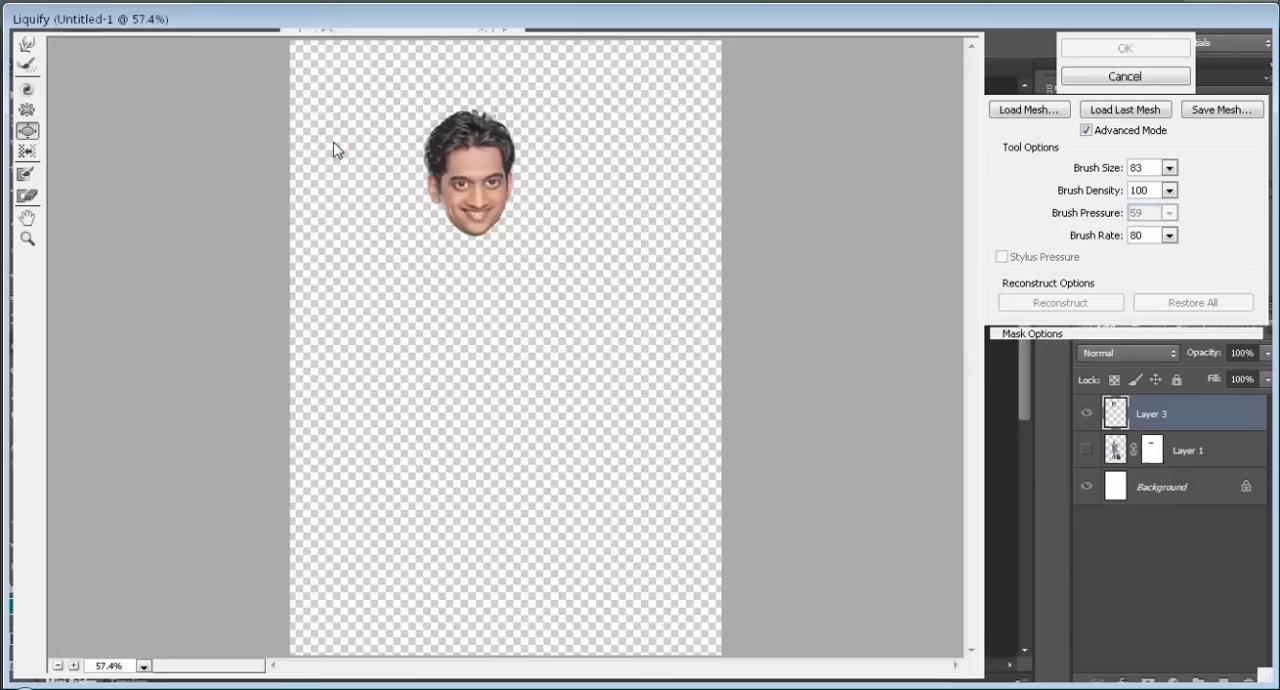 Liquify (Untitled-1 @ 57.4%)
OK
Cancel
Load Mesh...
Load Last Mesh
Save Mesh...
Advanced Mode
Tool Options
Brush Size: 83
Brush Density: 100
Brush Pressure: 59
Brush Rate: 80
Stylus Pressure
Reconstruct Options
Reconstruct
Restore All
Mask Options
Normal
Opacity: 100%
Lock:
Fill: 100%
Layer 3
Layer 1
Background
57.4%